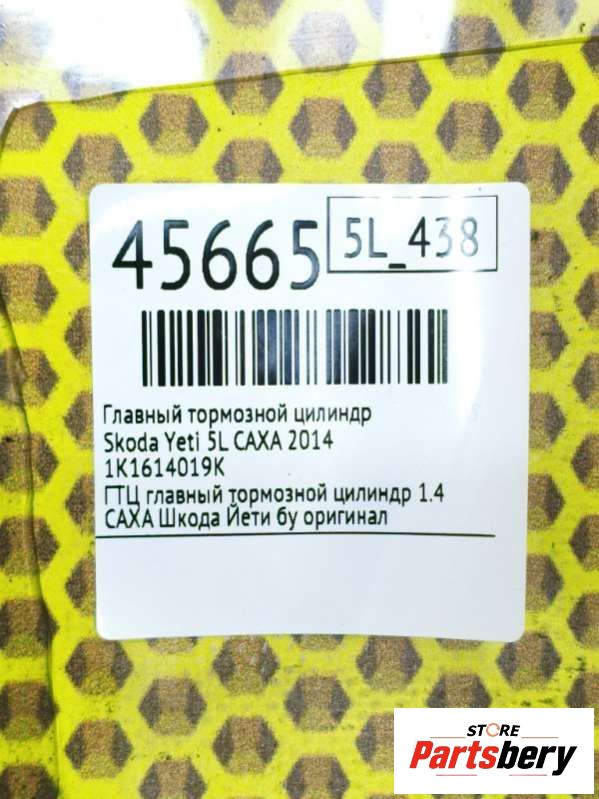 45665
5L_438
Главный тормозной цилиндр
Skoda Yeti 5L CAXA 2014
1K1614019K
ГТЦ главный тормозной цилиндр 1.4
CAXA Шкода Йети бу оригинал
STORE
Partsbery